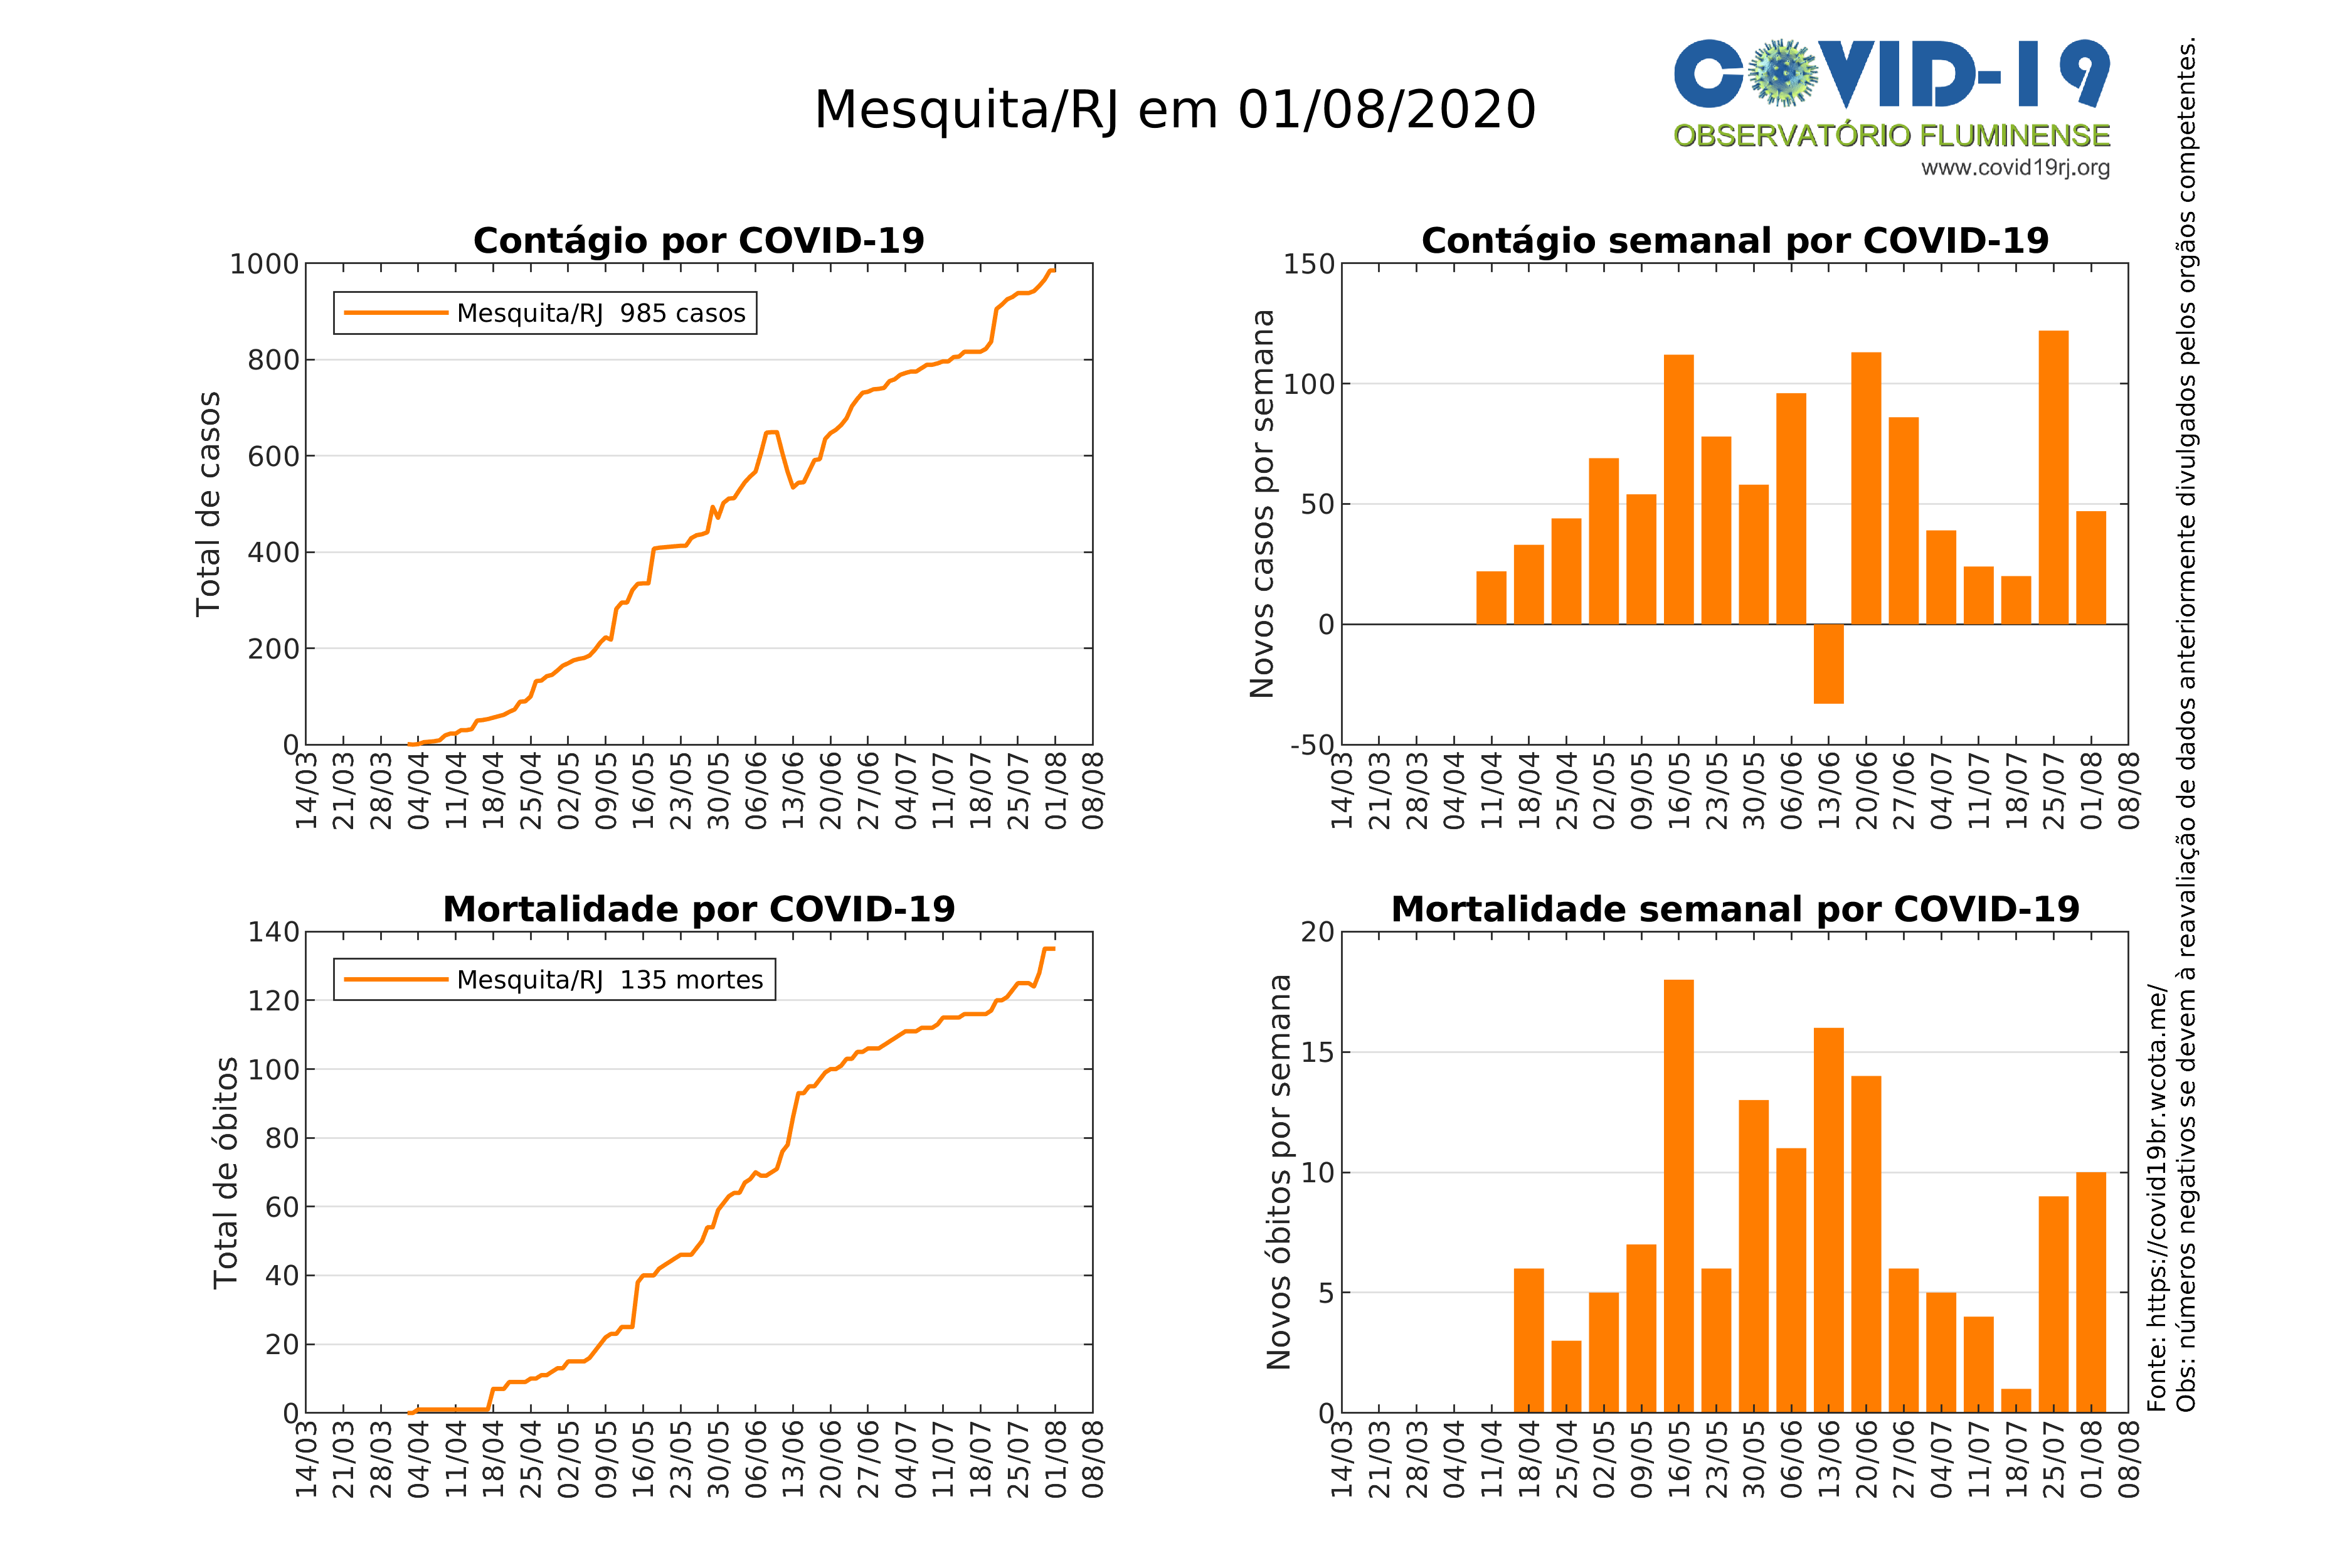 Mesquita/RJ em 01/08/2020
COVID-19
OBSERVATÓRIO FLUMINENSE
www.covid19rj.org
Contágio por COVID-19
Total de casos
1000
800
600
400
200
0
Mesquita/RJ 985 casos
14/03 21/03 28/03 04/04 11/04 18/04 25/04 02/05 09/05 16/05 23/05 30/05 06/06 13/06 20/06 27/06 04/07 11/07 18/07 25/07 01/08 08/08
Contágio semanal por COVID-19
Novos casos por semana
150
100
50
0
-50
14/03 21/03 28/03 04/04 11/04 18/04 25/04 02/05 09/05 16/05 23/05 30/05 06/06 13/06 20/06 27/06 04/07 11/07 18/07 25/07 01/08 08/08
Mortalidade por COVID-19
Total de óbitos
140
120
100
80
60
40
20
0
Mesquita/RJ 135 mortes
14/03 21/03 28/03 04/04 11/04 18/04 25/04 02/05 09/05 16/05 23/05 30/05 06/06 13/06 20/06 27/06 04/07 11/07 18/07 25/07 01/08 08/08
Mortalidade semanal por COVID-19
Novos óbitos por semana
20
15
10
5
0
14/03 21/03 28/03 04/04 11/04 18/04 25/04 02/05 09/05 16/05 23/05 30/05 06/06 13/06 20/06 27/06 04/07 11/07 18/07 25/07 01/08 08/08
Fonte: https://covid19br.wcota.me/
Obs: números negativos se devem à reavaliação de dados anteriormente divulgados pelos orgãos competentes.